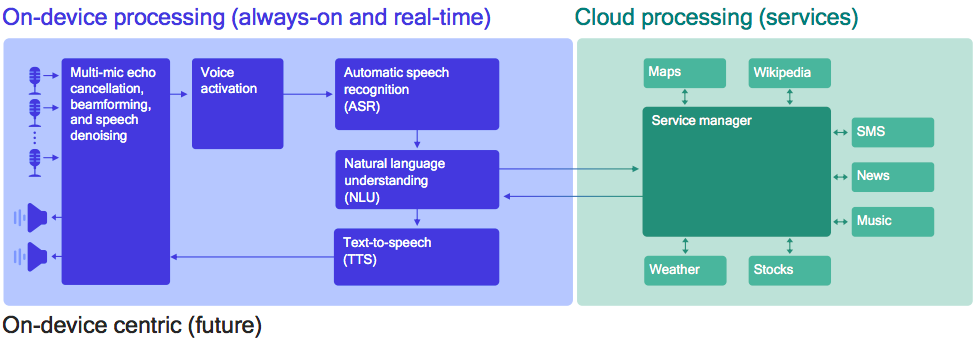 On-device processing (always-on and real-time)
Cloud processing (services)
Multi-mic echo
cancellation,
beamforming,
and speech
denoising
Voice
activation
Automatic speech
recognition
(ASR)
Natural language
understanding
(NLU)
Text-to-speech
(TTS)
Maps
Wikipedia
Service manager
SMS
News
Music
Weather
Stocks
On-device centric (future)